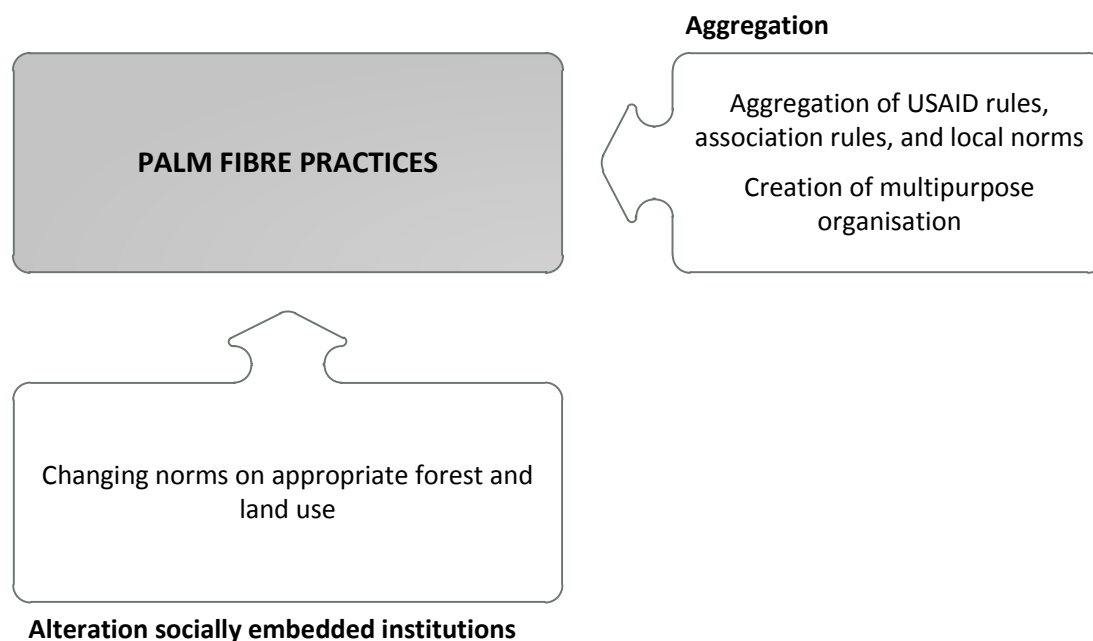 Aggregation
PALM FIBRE PRACTICES
Aggregation of USAID rules,
association rules, and local norms
Creation of multipurpose
organisation
Changing norms on appropriate forest and
land use
Alteration socially embedded institutions